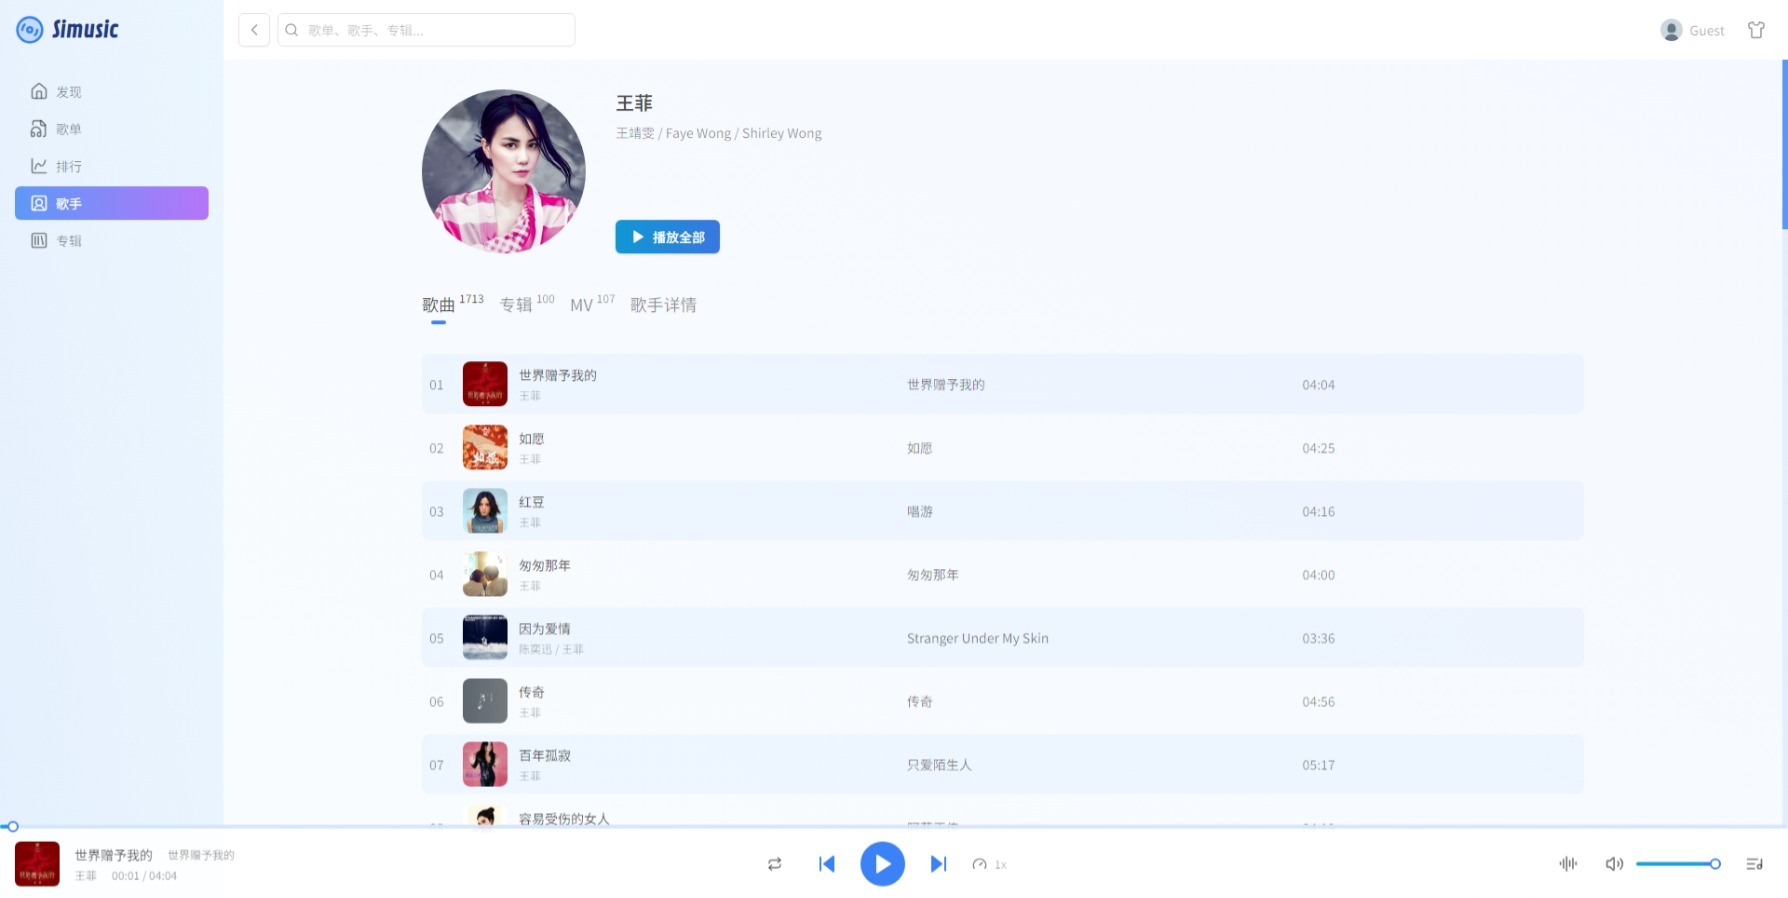 Simusic
歌单、歌手、专辑...
Guest
发现
歌单
排行
歌手
专辑
王菲
王靖雯 / Faye Wong / Shirley Wong
播放全部
歌曲 1713 专辑 100 MV 107 歌手详情
01 世界赠予我的 世界赠予我的 04:04
王菲
02 如愿 如愿 04:25
王菲
03 红豆 唱游 04:16
王菲
04 匆匆那年 匆匆那年 04:00
王菲
05 因为爱情 Stranger Under My Skin 03:36
陈奕迅 / 王菲
06 传奇 传奇 04:56
王菲
07 百年孤寂 只爱陌生人 05:17
王菲
容易受伤的女人
世界赠予我的 世界赠予我的
王菲 00:01 / 04:04
1x